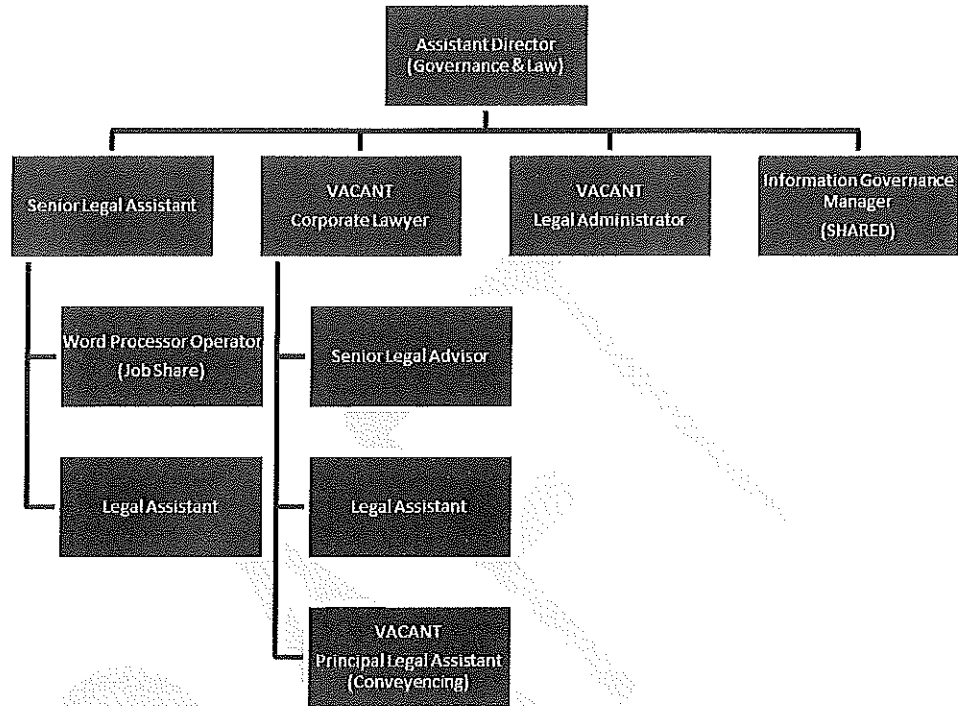 Assistant Director
(Governance & Law)
Senior Legal Assistant
VACANT
Corporate Lawyer
VACANT
Legal Administrator
Information Governance
Manager
(SHARED)
Word Processor Operator
(Job Share)
Senior Legal Advisor
Legal Assistant
Legal Assistant
VACANT
Principal Legal Assistant
(Conveyencing)